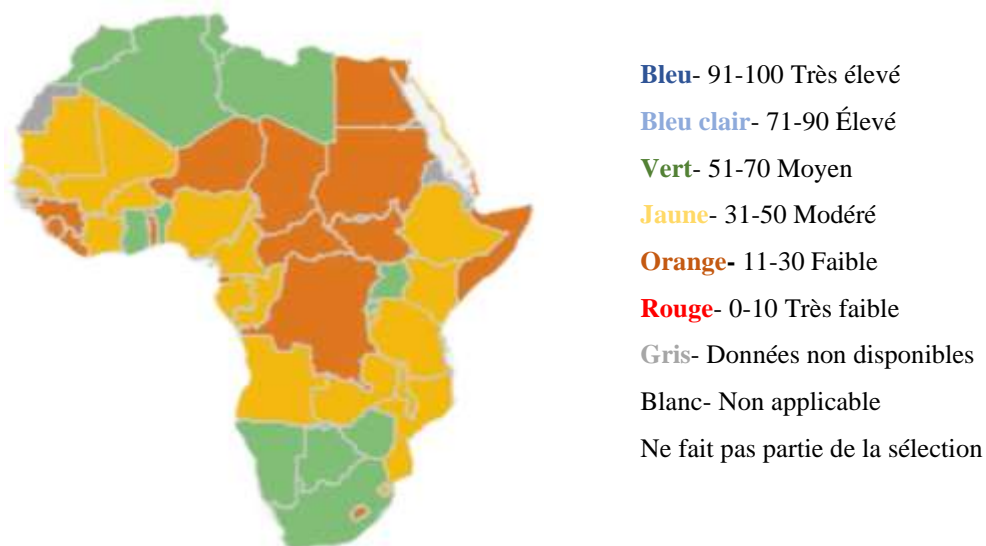 Bleu- 91-100 Très élevé
Bleu clair- 71-90 Élevé
Vert- 51-70 Moyen
Jaune- 31-50 Modéré
Orange- 11-30 Faible
Rouge- 0-10 Très faible
Gris- Données non disponibles
Blanc- Non applicable
Ne fait pas partie de la sélection